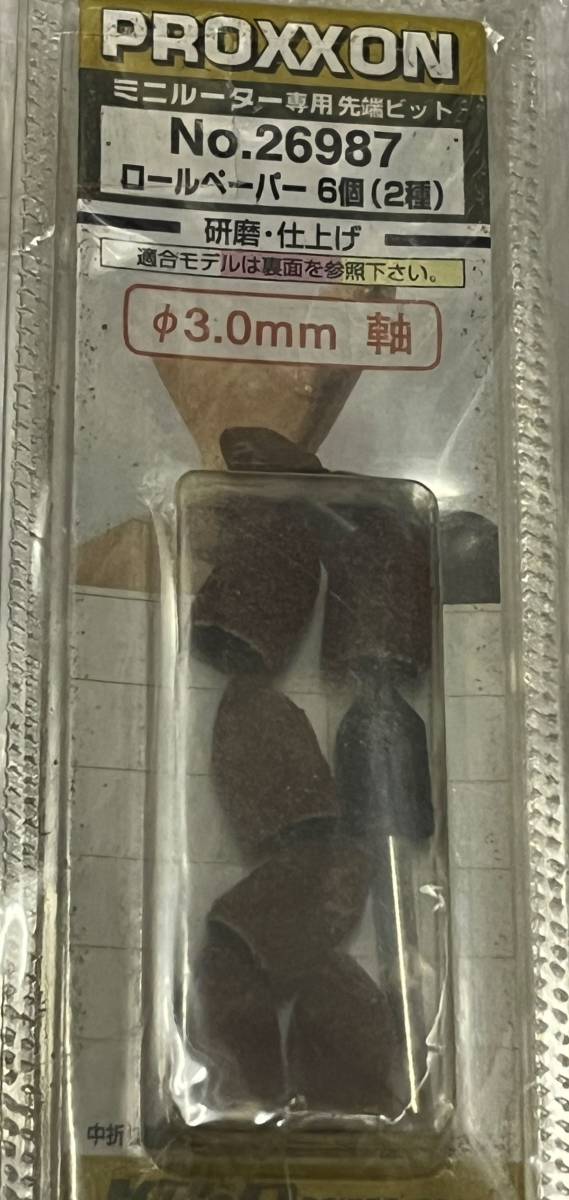 PROXXON
ミニルーター専用先端ビット
No.26987
ロールペーパー 6個(2種)
研磨・仕上げ
適合モデルは裏面を参照下さい。
φ3.0mm 軸
中折